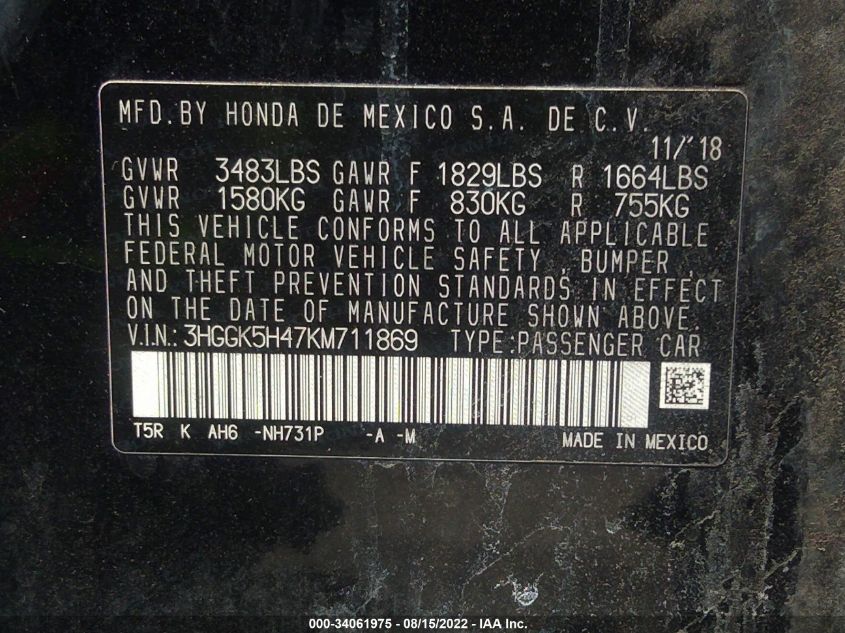 MFD.BY HONDA DE MEXICO S.A. DE C.V.
11/'18
GVWR 3483LBS GAWR F 1829LBS R 1664LBS
GVWR 1580KG GAWR F 830KG R 755KG
THIS VEHICLE CONFORMS TO ALL APPLICABLE
FEDERAL MOTOR VEHICLE SAFETY , BUMPER ,
AND THEFT PREVENTION STANDARDS IN EFFECT
ON THE DATE OF MANUFACTURE SHOWN ABOVE.
V.I.N: 3HGGK5H47KM711869 TYPE:PASSENGER CAR
T5R K AH6 -NH731P -A -M MADE IN MEXICO
000-34061975 - 08/15/2022 - IAA Inc.